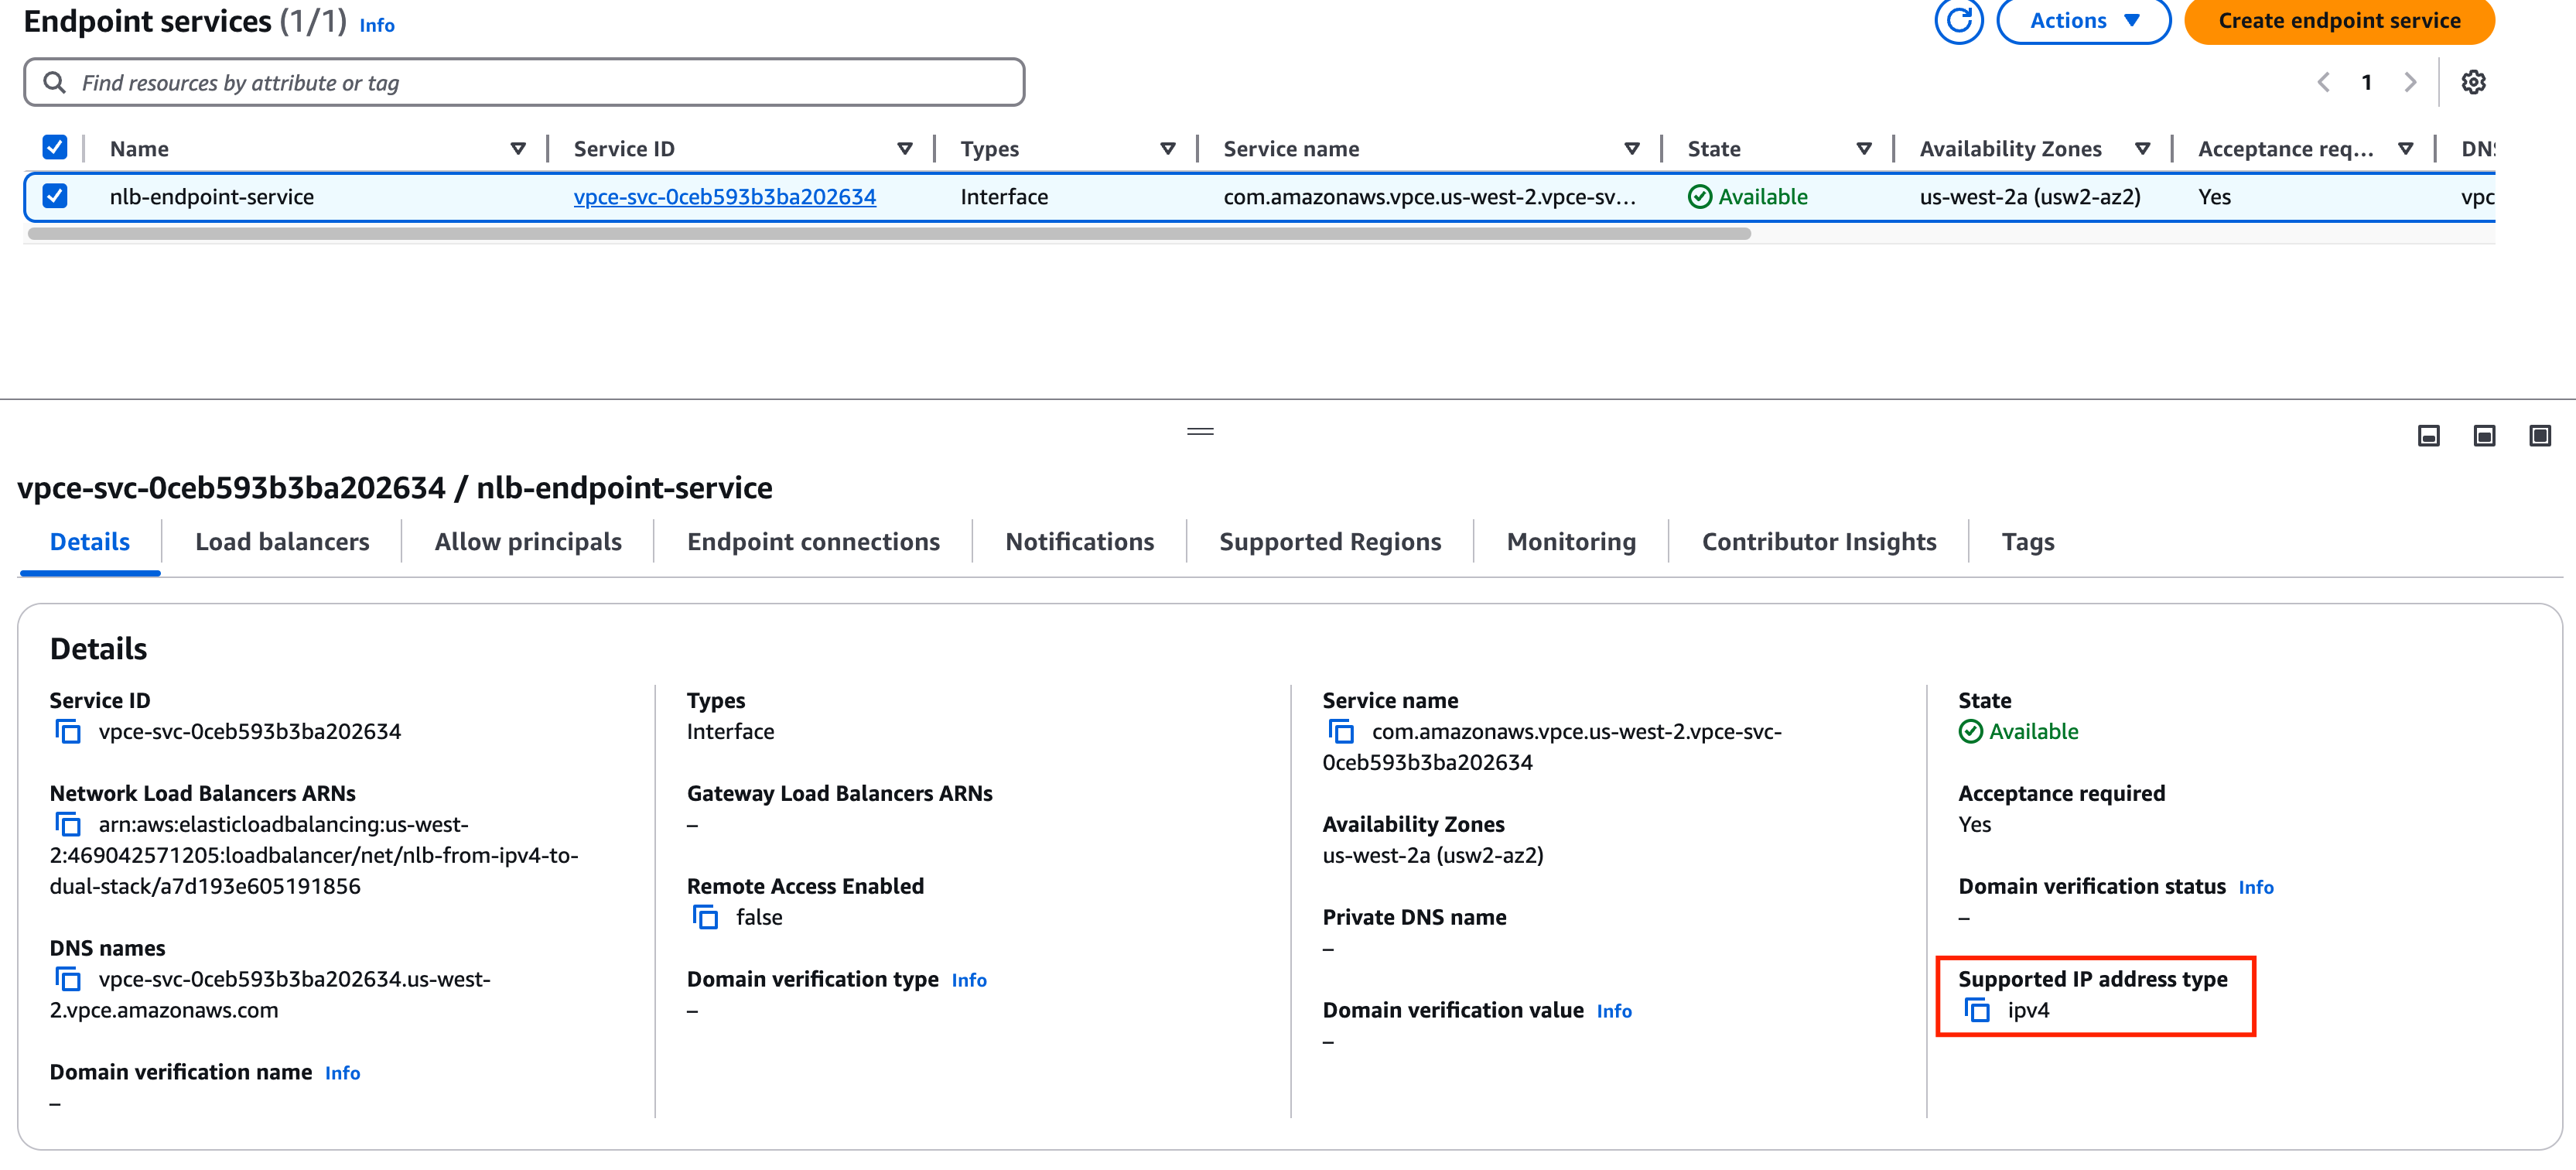 Endpoint services (1/1) Info
Actions
Create endpoint service
Find resources by attribute or tag
1
Name
Service ID
Types
Service name
State
Availability Zones
Acceptance req...
DNS
nlb-endpoint-service
vpce-svc-0ceb593b3ba202634
Interface
com.amazonaws.vpce.us-west-2.vpce-sv...
Available
us-west-2a (usw2-az2)
Yes
vpc
vpce-svc-0ceb593b3ba202634 / nlb-endpoint-service
Details
Load balancers
Allow principals
Endpoint connections
Notifications
Supported Regions
Monitoring
Contributor Insights
Tags
Details
Service ID
vpce-svc-0ceb593b3ba202634
Network Load Balancers ARNs
arn:aws:elasticloadbalancing:us-west-
2:469042571205:loadbalancer/net/nlb-from-ipv4-to-
dual-stack/a7d193e605191856
DNS names
vpce-svc-0ceb593b3ba202634.us-west-
2.vpce.amazonaws.com
Domain verification name Info
–
Types
Interface
Gateway Load Balancers ARNs
–
Remote Access Enabled
false
Domain verification type Info
–
Service name
com.amazonaws.vpce.us-west-2.vpce-svc-
0ceb593b3ba202634
Availability Zones
us-west-2a (usw2-az2)
Private DNS name
–
Domain verification value Info
–
State
Available
Acceptance required
Yes
Domain verification status Info
–
Supported IP address type
ipv4